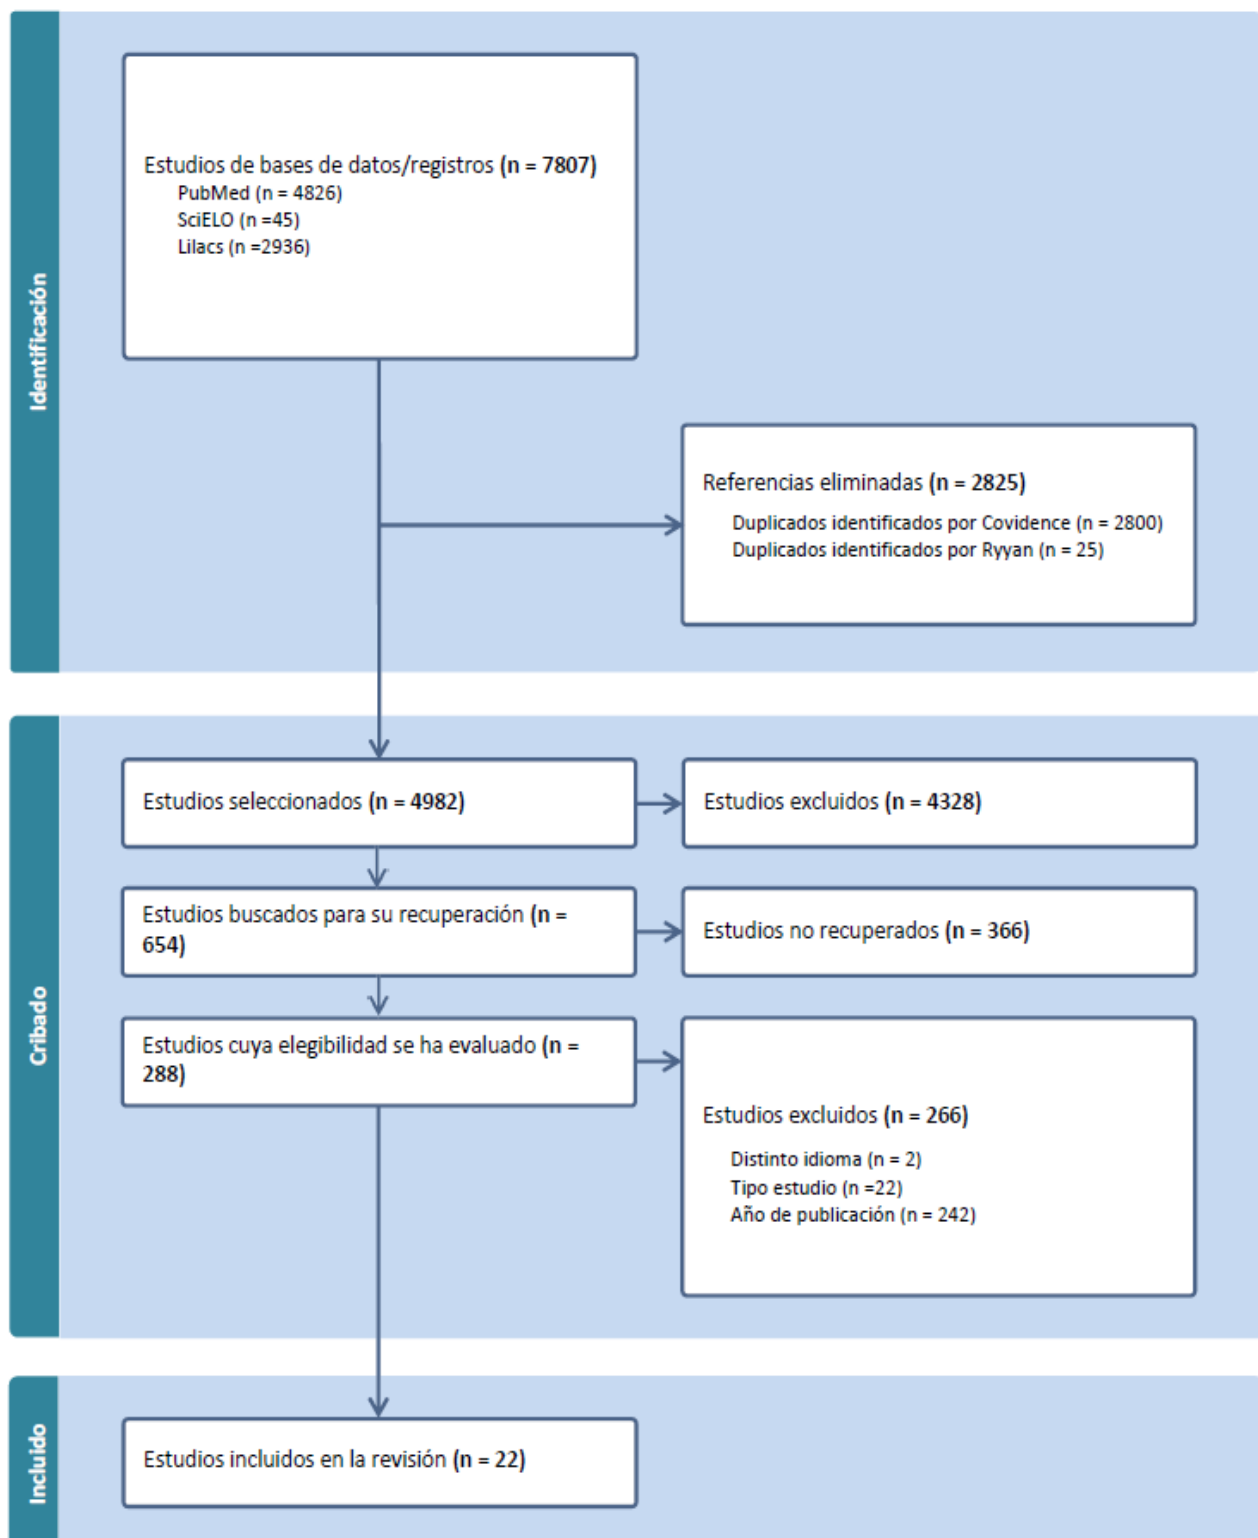 Identificación
Estudios de bases de datos/registros (n = 7807)
PubMed (n = 4826)
SciELO (n =45)
Lilacs (n =2936)
Referencias eliminadas (n = 2825)
Duplicados identificados por Covidence (n = 2800)
Duplicados identificados por Ryyan (n = 25)
Cribado
Estudios seleccionados (n = 4982)
Estudios excluidos (n = 4328)
Estudios buscados para su recuperación (n =
654)
Estudios no recuperados (n = 366)
Estudios cuya elegibilidad se ha evaluado (n =
288)
Estudios excluidos (n = 266)
Distinto idioma (n = 2)
Tipo estudio (n =22)
Año de publicación (n = 242)
Incluido
Estudios incluidos en la revisión (n = 22)